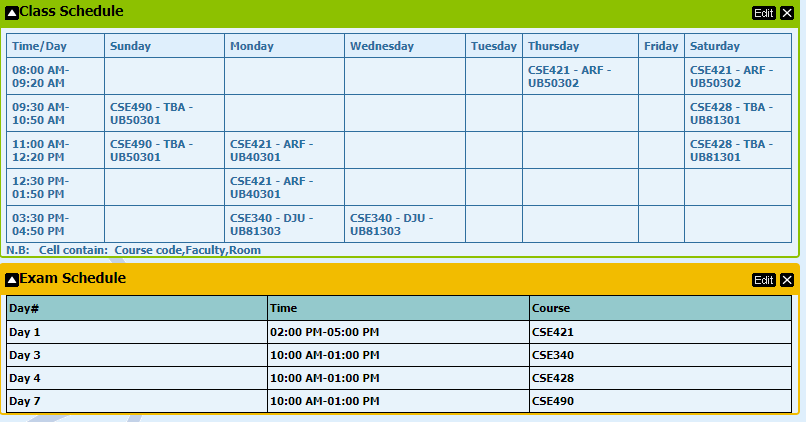 Class Schedule Edit
Time/Day Sunday Monday Wednesday Tuesday Thursday Friday Saturday
08:00 AM- CSE421 - ARF - CSE421 - ARF -
09:20 AM UB50302 UB50302
09:30 AM- CSE490 - TBA - CSE428 - TBA -
10:50 AM UB50301 UB81301
11:00 AM- CSE490 - TBA - CSE421 - ARF - CSE428 - TBA -
12:20 PM UB50301 UB40301 UB81301
12:30 PM- CSE421 - ARF -
01:50 PM UB40301
03:30 PM- CSE340 - DJU - CSE340 - DJU -
04:50 PM UB81303 UB81303
N.B: Cell contain: Course code,Faculty,Room
Exam Schedule Edit
Day# Time Course
Day 1 02:00 PM-05:00 PM CSE421
Day 3 10:00 AM-01:00 PM CSE340
Day 4 10:00 AM-01:00 PM CSE428
Day 7 10:00 AM-01:00 PM CSE490